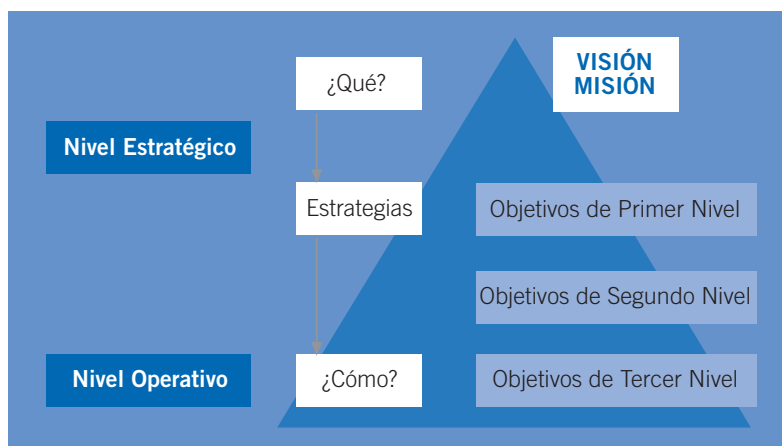 VISIÓN
MISIÓN
¿Qué?
Nivel Estratégico
Estrategias
Objetivos de Primer Nivel
Objetivos de Segundo Nivel
Nivel Operativo
¿Cómo?
Objetivos de Tercer Nivel